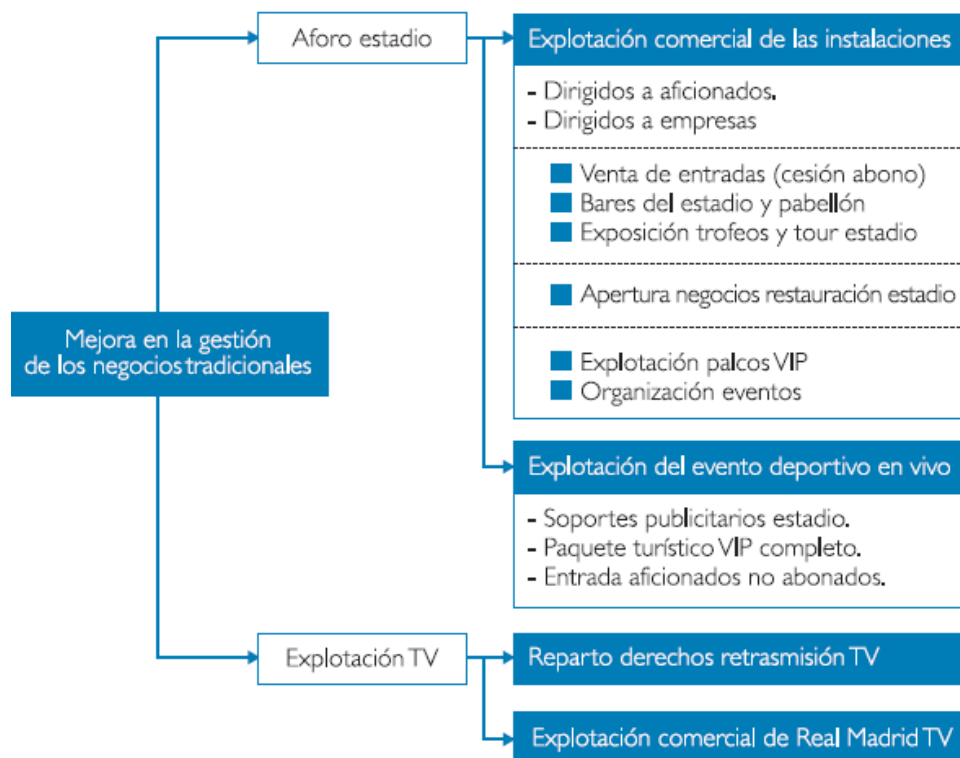 Aforo estadio
Explotación comercial de las instalaciones
- Dirigidos a aficionados.
- Dirigidos a empresas
Venta de entradas (cesión abono)
Bares del estadio y pabellón
Exposición trofeos y tour estadio
Apertura negocios restauración estadio
Explotación palcos VIP
Organización eventos
Mejora en la gestión
de los negocios tradicionales
Explotación del evento deportivo en vivo
- Soportes publicitarios estadio.
- Paquete turístico VIP completo.
- Entrada aficionados no abonados.
Explotación TV
Reparto derechos retrasmisión TV
Explotación comercial de Real Madrid TV